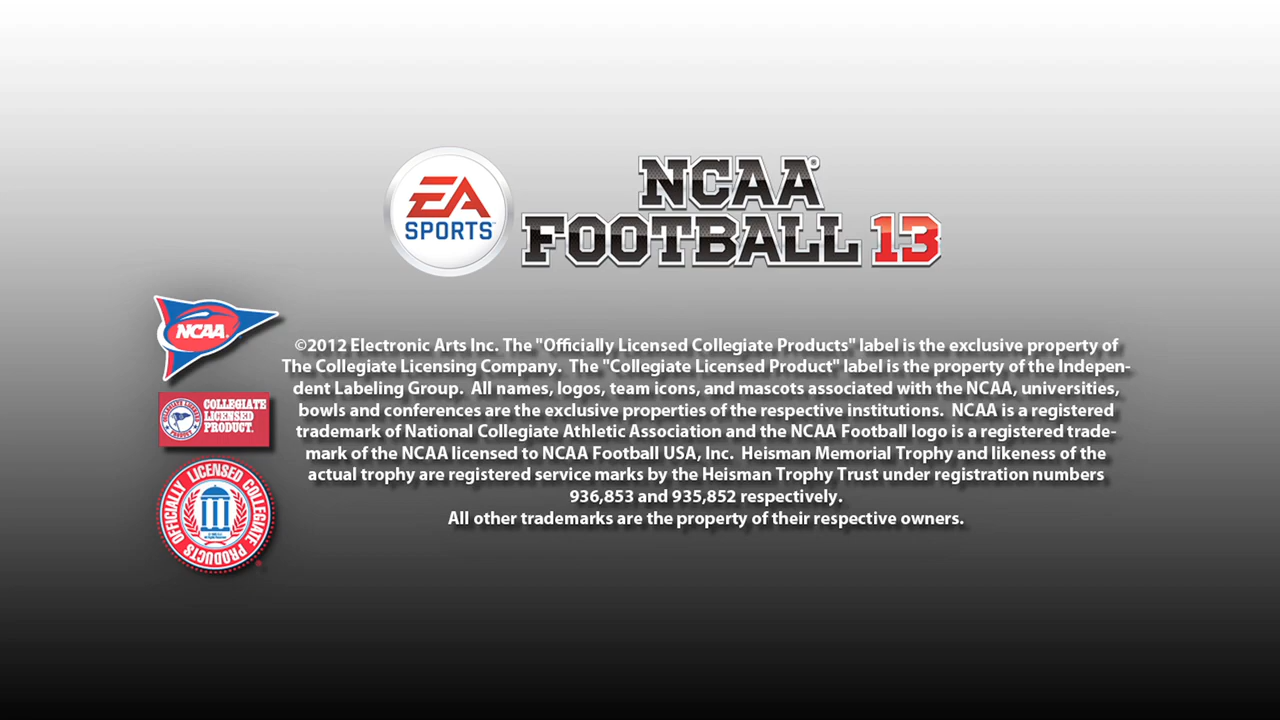 EA
SPORTS™
NCAA®
FOOTBALL 13
NCAA®
COLLEGIATE
LICENSED
PRODUCT.
OFFICIALLY LICENSED COLLEGIATE PRODUCTS
©2012 Electronic Arts Inc. The "Officially Licensed Collegiate Products" label is the exclusive property of
The Collegiate Licensing Company.  The "Collegiate Licensed Product" label is the property of the Indepen-
dent Labeling Group.  All names, logos, team icons, and mascots associated with the NCAA, universities,
bowls and conferences are the exclusive properties of the respective institutions.  NCAA is a registered
trademark of National Collegiate Athletic Association and the NCAA Football logo is a registered trade-
mark of the NCAA licensed to NCAA Football USA, Inc.  Heisman Memorial Trophy and likeness of the
actual trophy are registered service marks by the Heisman Trophy Trust under registration numbers
936,853 and 935,852 respectively.
All other trademarks are the property of their respective owners.